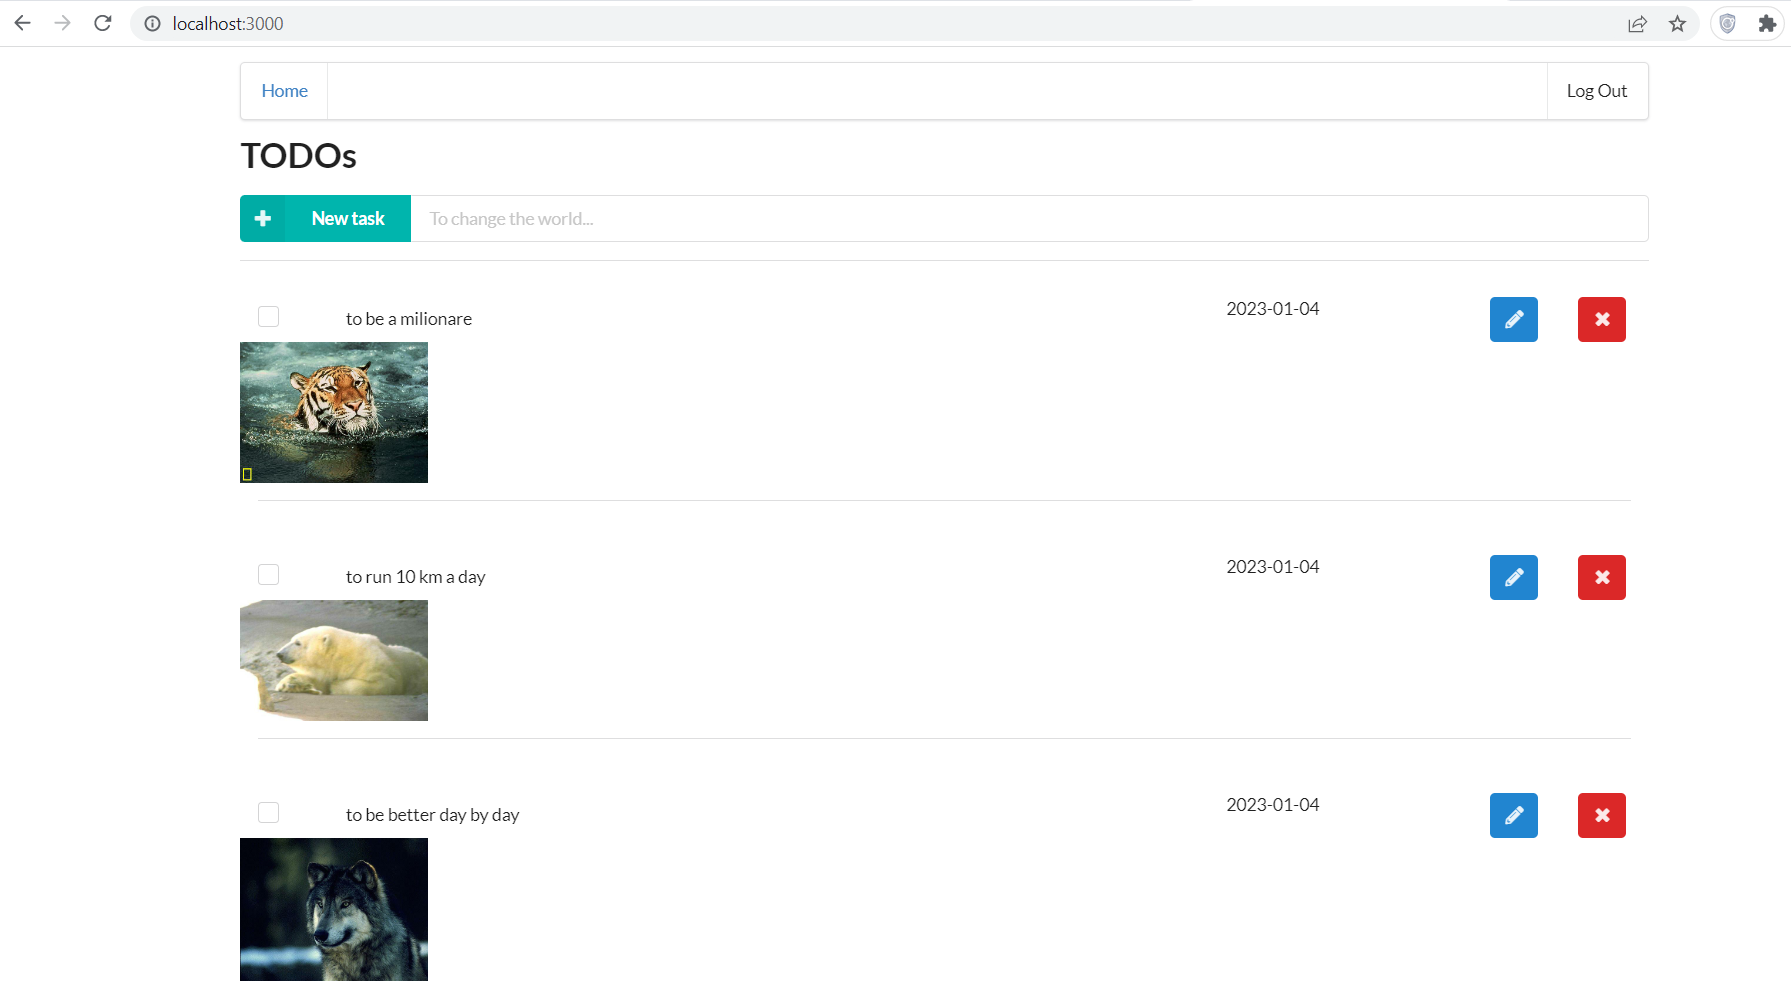 localhost:3000
Home
Log Out
TODOs
New task
To change the world...
to be a milionare
2023-01-04
to run 10 km a day
2023-01-04
to be better day by day
2023-01-04